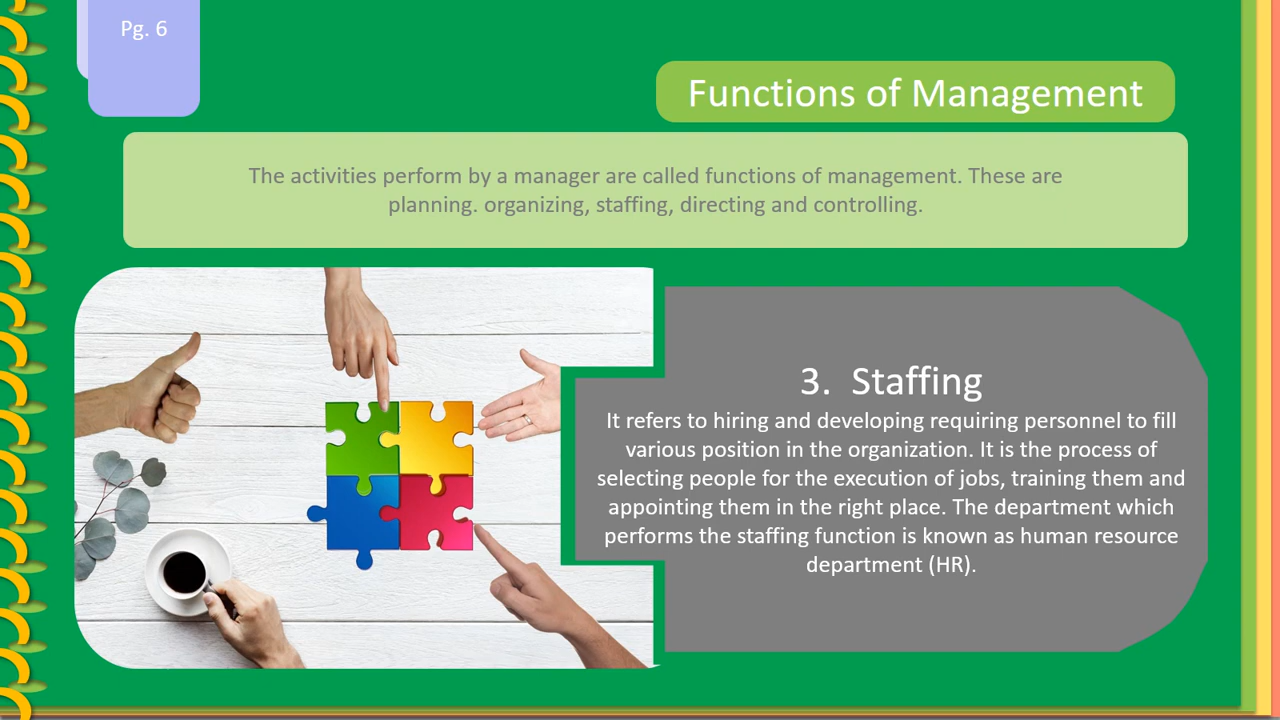 Pg. 6
Functions of Management
The activities perform by a manager are called functions of management. These are
planning. organizing, staffing, directing and controlling.
3. Staffing
It refers to hiring and developing requiring personnel to fill
various position in the organization. It is the process of
selecting people for the execution of jobs, training them and
appointing them in the right place. The department which
performs the staffing function is known as human resource
department (HR).